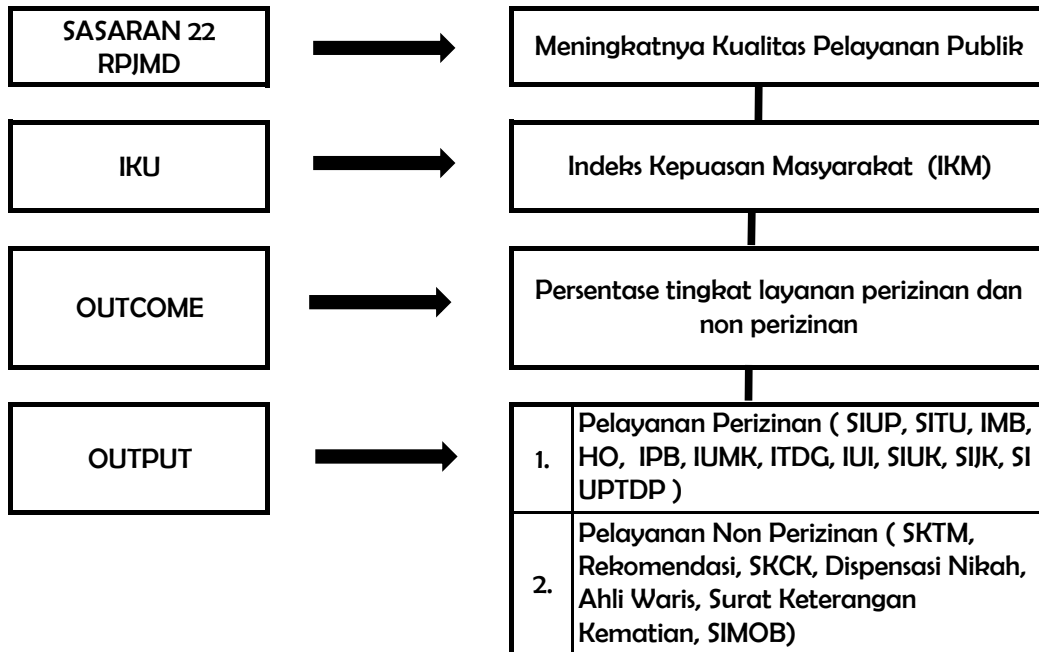 SASARAN 22
RPJMD
Meningkatnya Kualitas Pelayanan Publik
IKU
Indeks Kepuasan Masyarakat (IKM)
OUTCOME
Persentase tingkat layanan perizinan dan
non perizinan
OUTPUT
1.
Pelayanan Perizinan ( SIUP, SITU, IMB,
HO, IPB, IUMK, ITDG, IUI, SIUK, SIJK, SI
UPTDP )
2.
Pelayanan Non Perizinan ( SKTM,
Rekomendasi, SKCK, Dispensasi Nikah,
Ahli Waris, Surat Keterangan
Kematian, SIMOB)